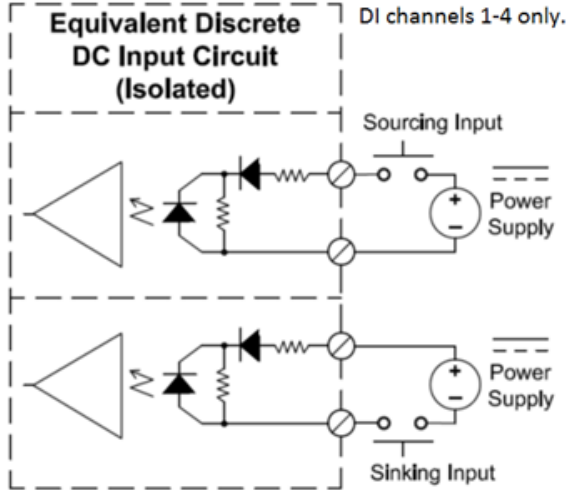 Equivalent Discrete
DC Input Circuit
(Isolated)
DI channels 1-4 only.
Sourcing Input
+
−
Power
Supply
+
−
Power
Supply
Sinking Input